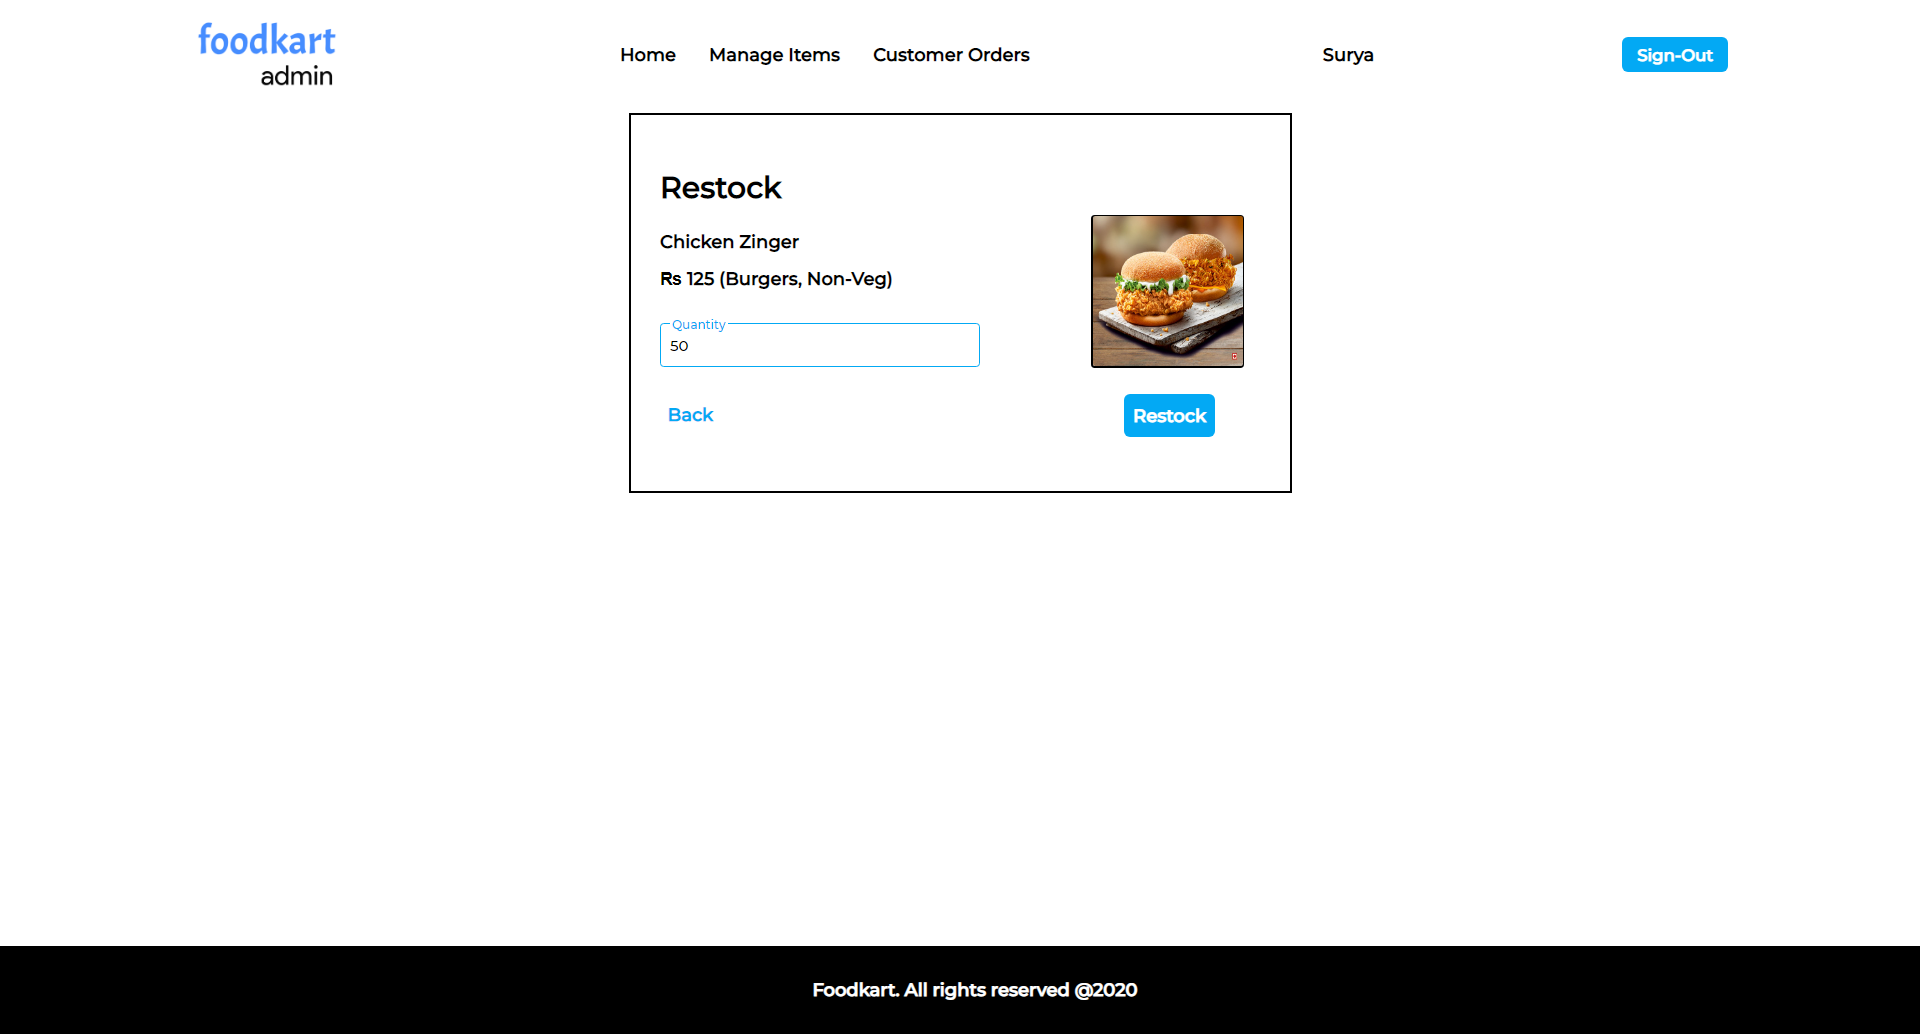 foodkart
admin
Home
Manage Items
Customer Orders
Surya
Sign-Out
Restock
Chicken Zinger
Rs 125 (Burgers, Non-Veg)
Quantity
50
Back
Restock
Foodkart. All rights reserved @2020